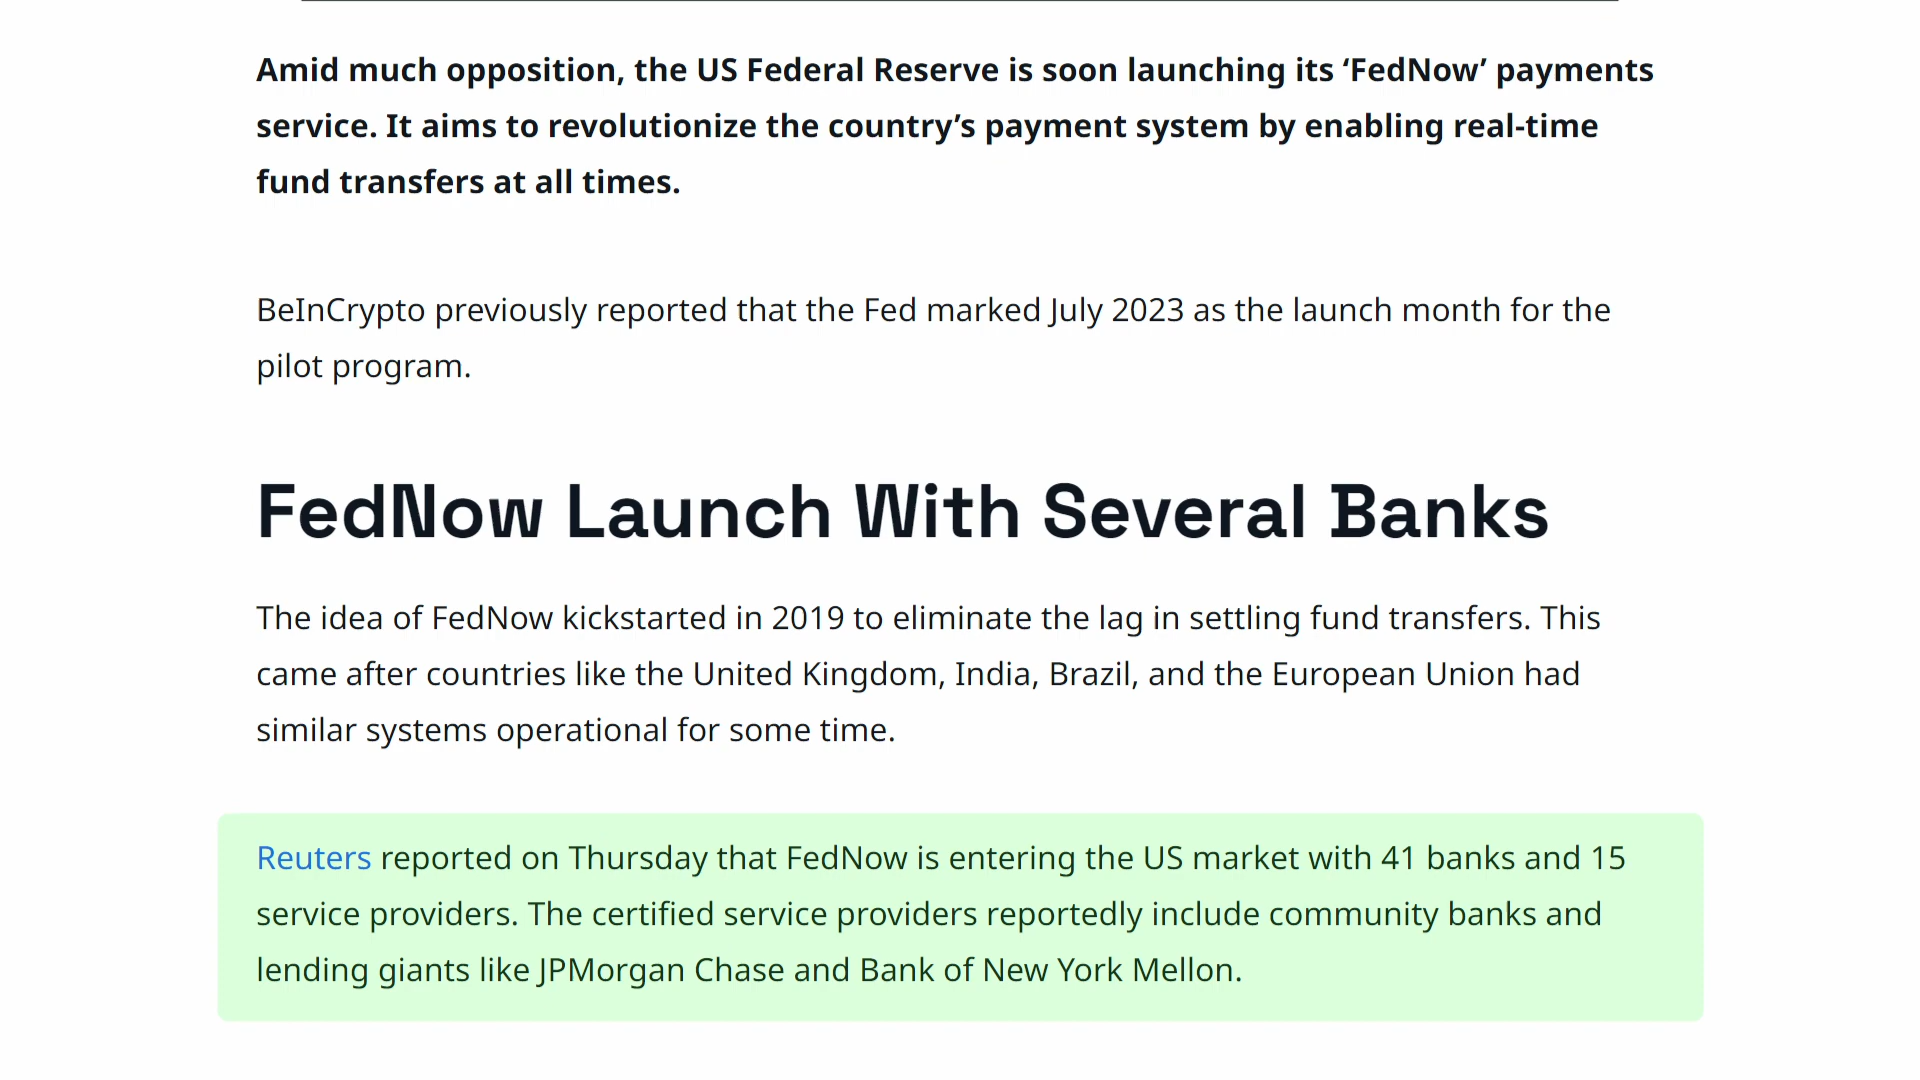 Amid much opposition, the US Federal Reserve is soon launching its ‘FedNow’ payments
service. It aims to revolutionize the country’s payment system by enabling real-time
fund transfers at all times.
BeInCrypto previously reported that the Fed marked July 2023 as the launch month for the
pilot program.
FedNow Launch With Several Banks
The idea of FedNow kickstarted in 2019 to eliminate the lag in settling fund transfers. This
came after countries like the United Kingdom, India, Brazil, and the European Union had
similar systems operational for some time.
Reuters reported on Thursday that FedNow is entering the US market with 41 banks and 15
service providers. The certified service providers reportedly include community banks and
lending giants like JPMorgan Chase and Bank of New York Mellon.